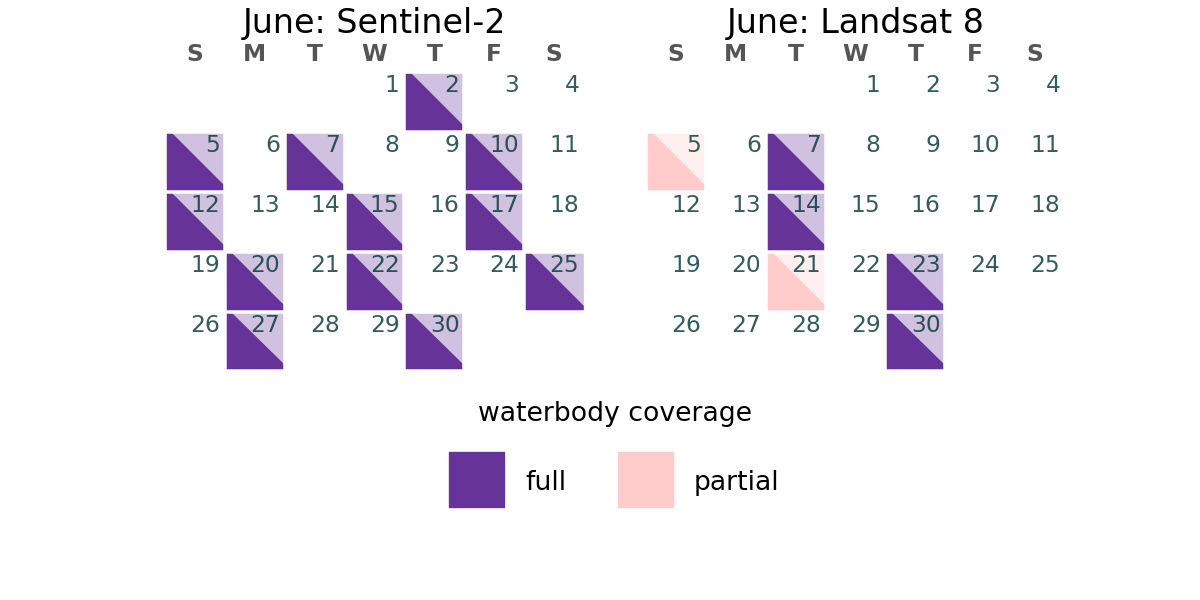 June: Sentinel-2
S M T W T F S
1 2 3 4
5 6 7 8 9 10 11
12 13 14 15 16 17 18
19 20 21 22 23 24 25
26 27 28 29 30
June: Landsat 8
S M T W T F S
1 2 3 4
5 6 7 8 9 10 11
12 13 14 15 16 17 18
19 20 21 22 23 24 25
26 27 28 29 30
waterbody coverage
full
partial